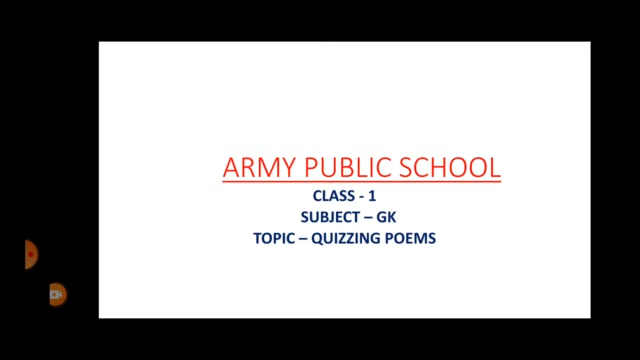 ARMY PUBLIC SCHOOL
CLASS - 1
SUBJECT – GK
TOPIC – QUIZZING POEMS